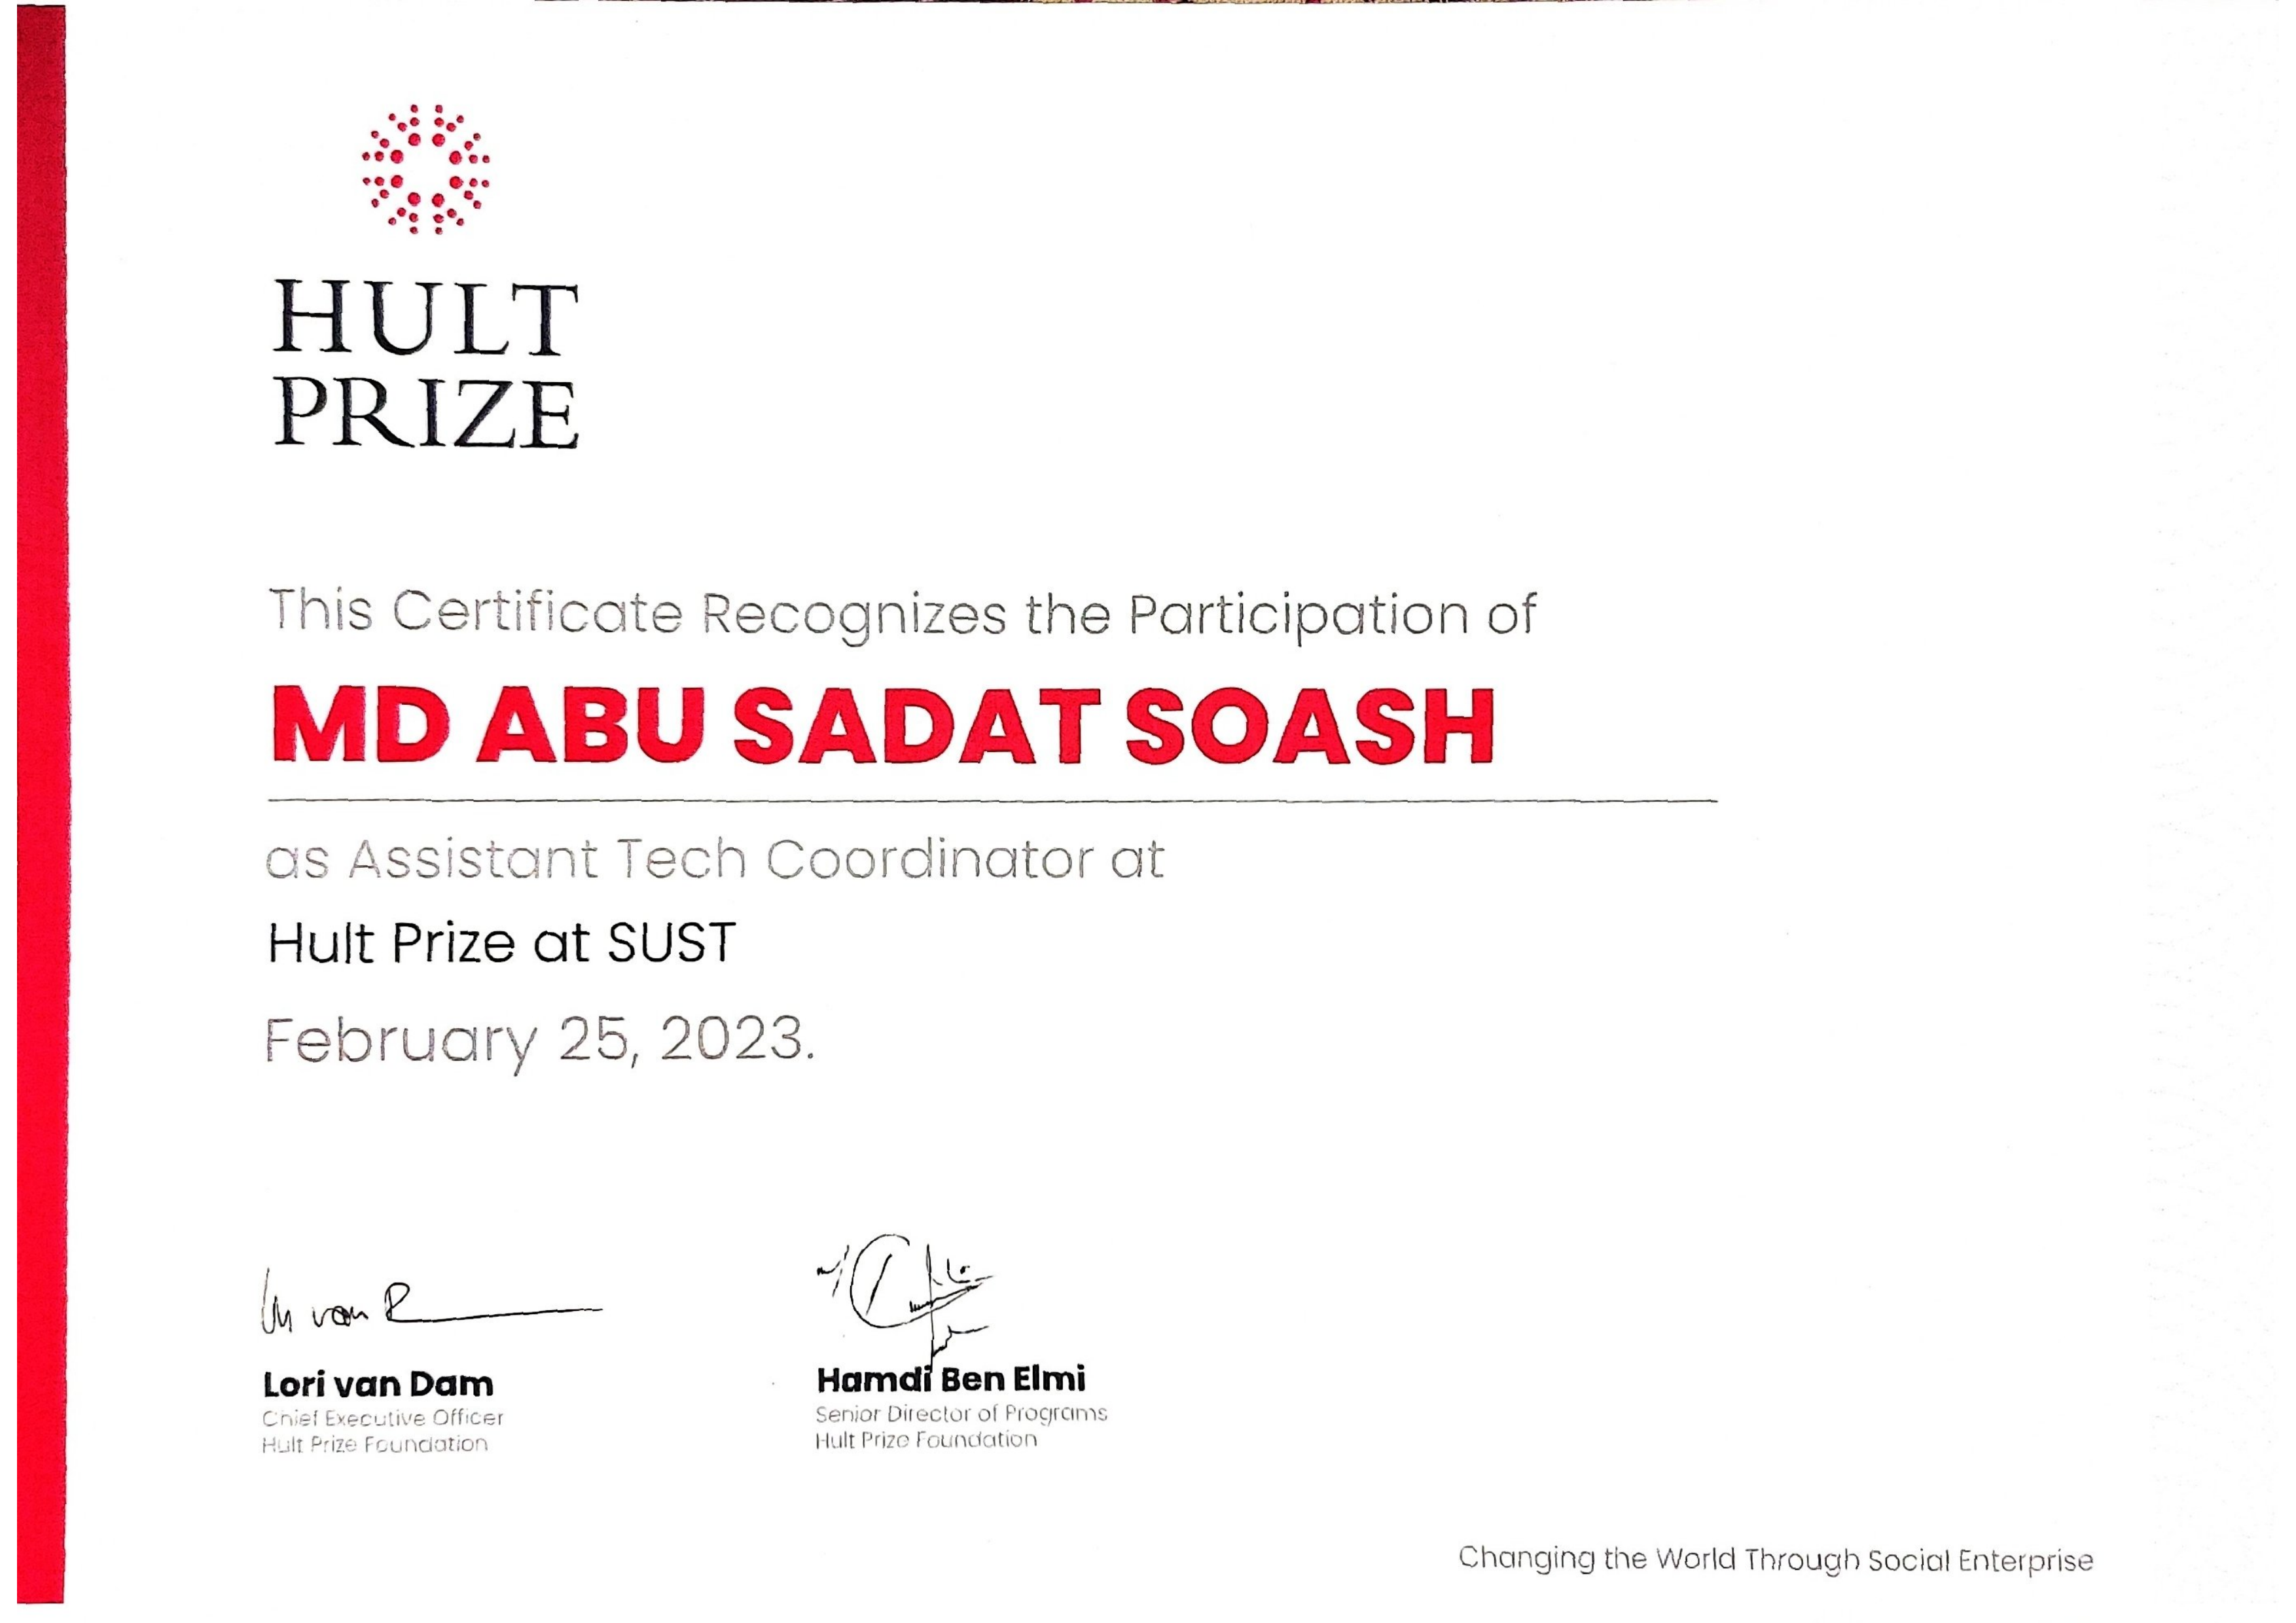 HULT
PRIZE
This Certificate Recognizes the Participation of
MD ABU SADAT SOASH
as Assistant Tech Coordinator at
Hult Prize at SUST
February 25, 2023.
Lori van Dam
Chief Executive Officer
Hult Prize Foundation
Hamdi Ben Elmi
Senior Director of Programs
Hult Prize Foundation
Changing the World Through Social Enterprise